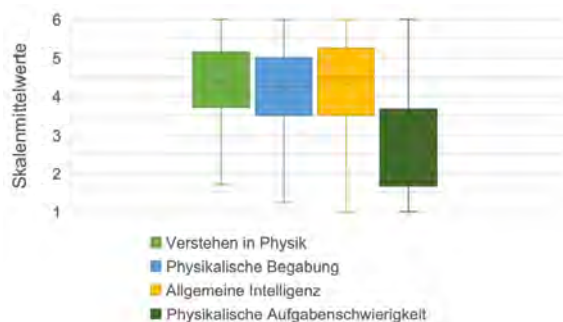 6
5
4
3
2
1
Skalenmittelwerte
Verstehen in Physik
Physikalische Begabung
Allgemeine Intelligenz
Physikalische Aufgabenschwierigkeit